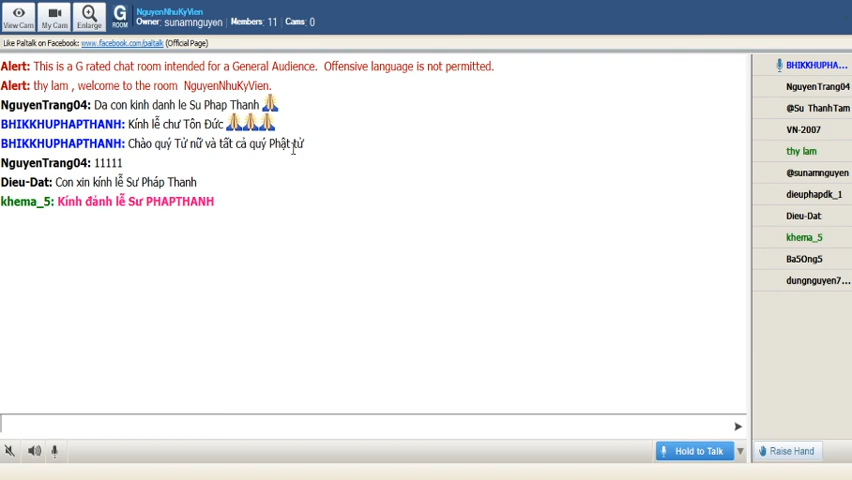 View Cam
My Cam
Enlarge
G
ROOM
NguyenNhuKyVien
Owner: sunamnguyen Members: 11 Cams: 0
Like Paltalk on Facebook: www.facebook.com/paltalk (Official Page)
Alert: This is a G rated chat room intended for a General Audience. Offensive language is not permitted.
Alert: thy lam , welcome to the room NguyenNhuKyVien.
NguyenTrang04: Da con kinh danh le Su Phap Thanh
BHIKKHUPHAPTHANH: Kính lễ chư Tôn Đức
BHIKKHUPHAPTHANH: Chào quý Tử nữ và tất cả quý Phật tử
NguyenTrang04: 11111
Dieu-Dat: Con xin kính lễ Sư Pháp Thanh
khema_5: Kính đảnh lễ Sư PHAPTHANH
BHIKKHUPHA...
NguyenTrang04
@Su ThanhTam
VN-2007
thy lam
@sunamnguyen
dieuphapdk_1
Dieu-Dat
khema_5
Ba5Ong5
dungnguyen7...
Hold to Talk
Raise Hand